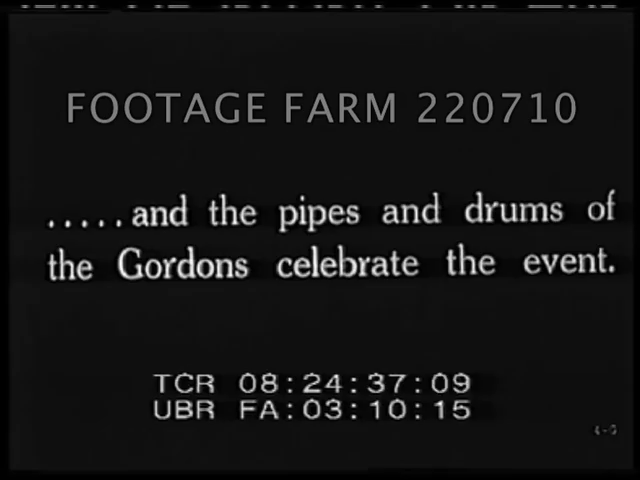 FOOTAGE FARM 220710
.....and the pipes and drums of
the Gordons celebrate the event.
TCR 08:24:37:09
UBR FA:03:10:15